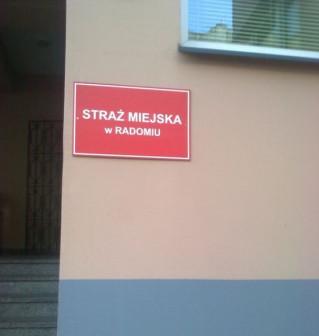 STRAŻ MIEJSKA
w RADOMIU